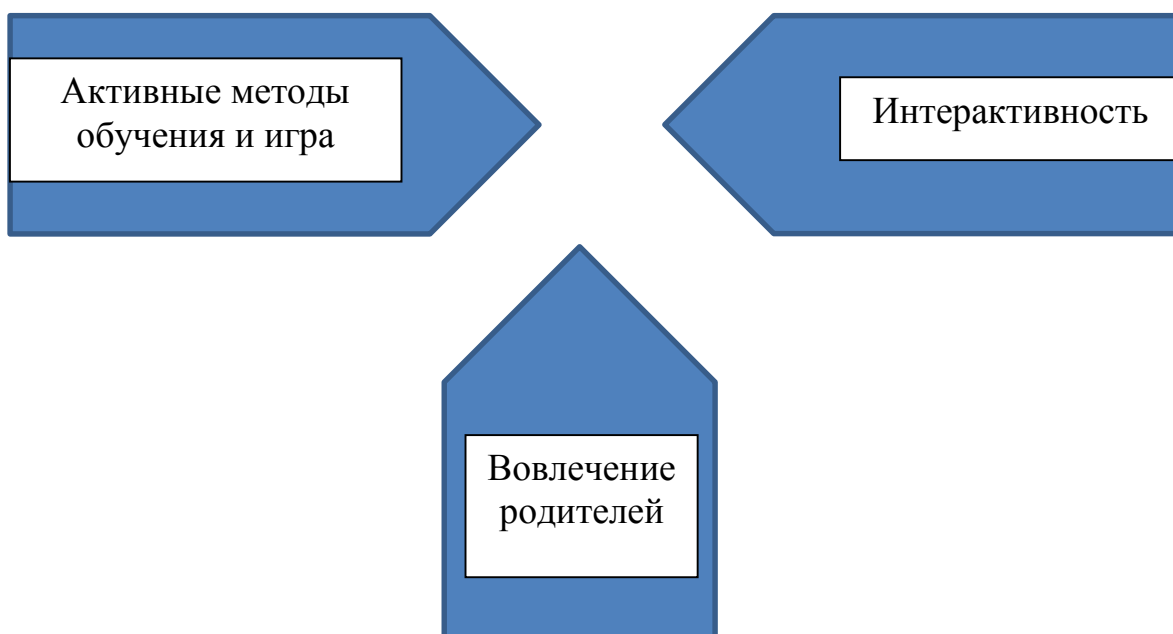 Активные методы
обучения и игра
Интерактивность
Вовлечение
родителей